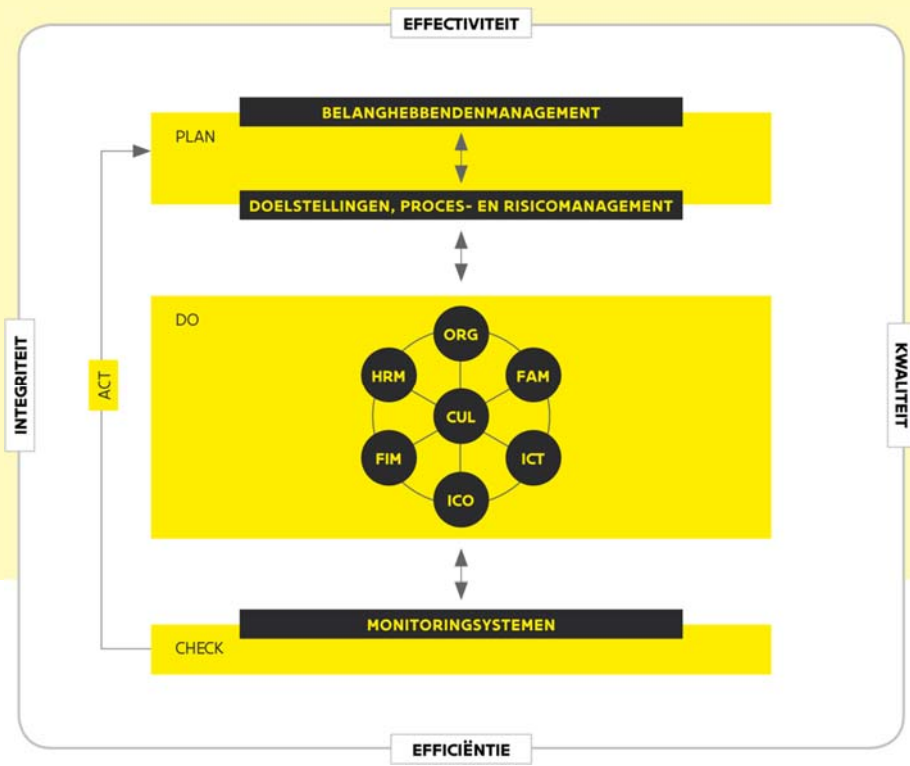 EFFECTIVITEIT
BELANGHEBBENDENMANAGEMENT
PLAN
DOELSTELLINGEN, PROCES- EN RISICOMANAGEMENT
DO
ORG
HRM
FAM
CUL
FIM
ICT
ICO
INTEGRITEIT
ACT
KWALITEIT
MONITORINGSYSTEMEN
CHECK
EFFICIËNTIE